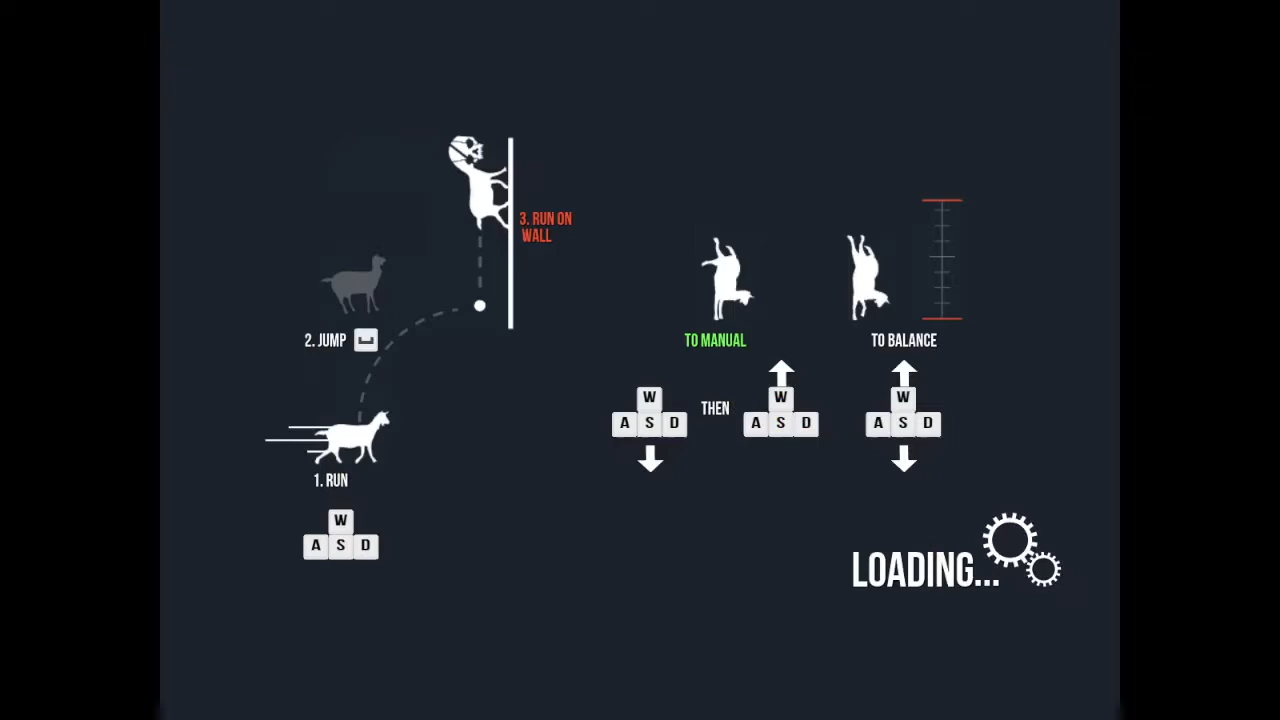 3. RUN ON
WALL
2. JUMP
1. RUN
W
A S D
TO MANUAL
W
A S D
THEN
W
A S D
TO BALANCE
W
A S D
LOADING...